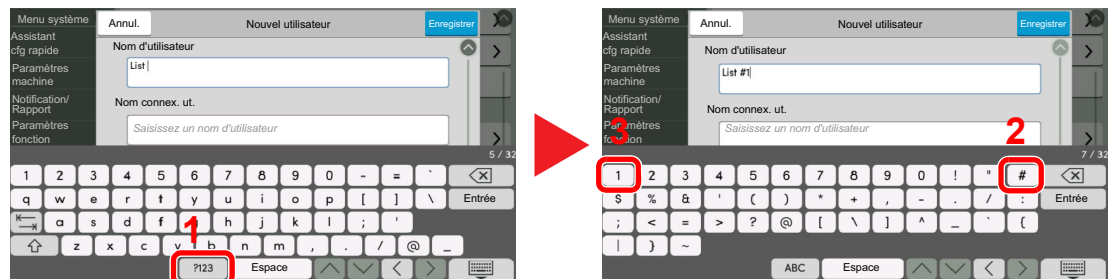 Menu système
Annul.
Nouvel utilisateur
Enregistrer
Assistant
cfg rapide
Nom d'utilisateur
List
Paramètres
machine
Notification/
Rapport
Nom connex. ut.
Paramètres
fonction
Saisissez un nom d'utilisateur
5 / 32
1 2 3 4 5 6 7 8 9 0 - = `
q w e r t y u i o p [ ] \ Entrée
a s d f g h j k l ; '
1
z x c v b n m , . / @ _
?123 Espace
Menu système
Annul.
Nouvel utilisateur
Enregistrer
Assistant
cfg rapide
Nom d'utilisateur
List #1
Paramètres
machine
Notification/
Rapport
Nom connex. ut.
Paramètres
fonction
Saisissez un nom d'utilisateur
3
2
7 / 32
1 2 3 4 5 6 7 8 9 0 ! " #
$ % & ' ( ) * + , - . / : Entrée
; < = > ? @ [ \ ] ^ _ ` {
| } ~
ABC Espace